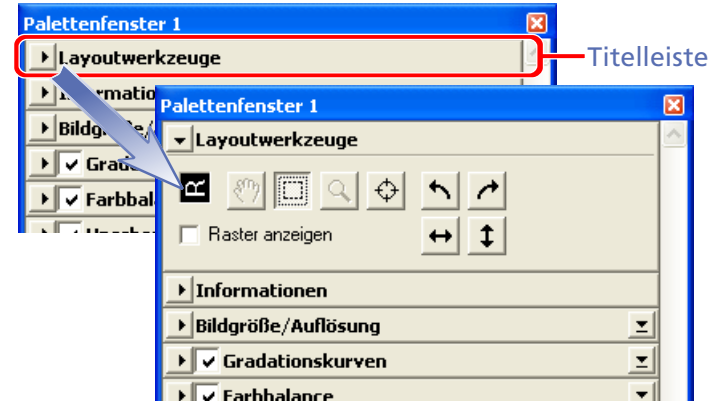 Palettenfenster 1
Layoutwerkzeuge
Titelleiste
Palettenfenster 1
Layoutwerkzeuge
R
Raster anzeigen
Informationen
Bildgröße/Auflösung
Gradationskurven
Farbbalance